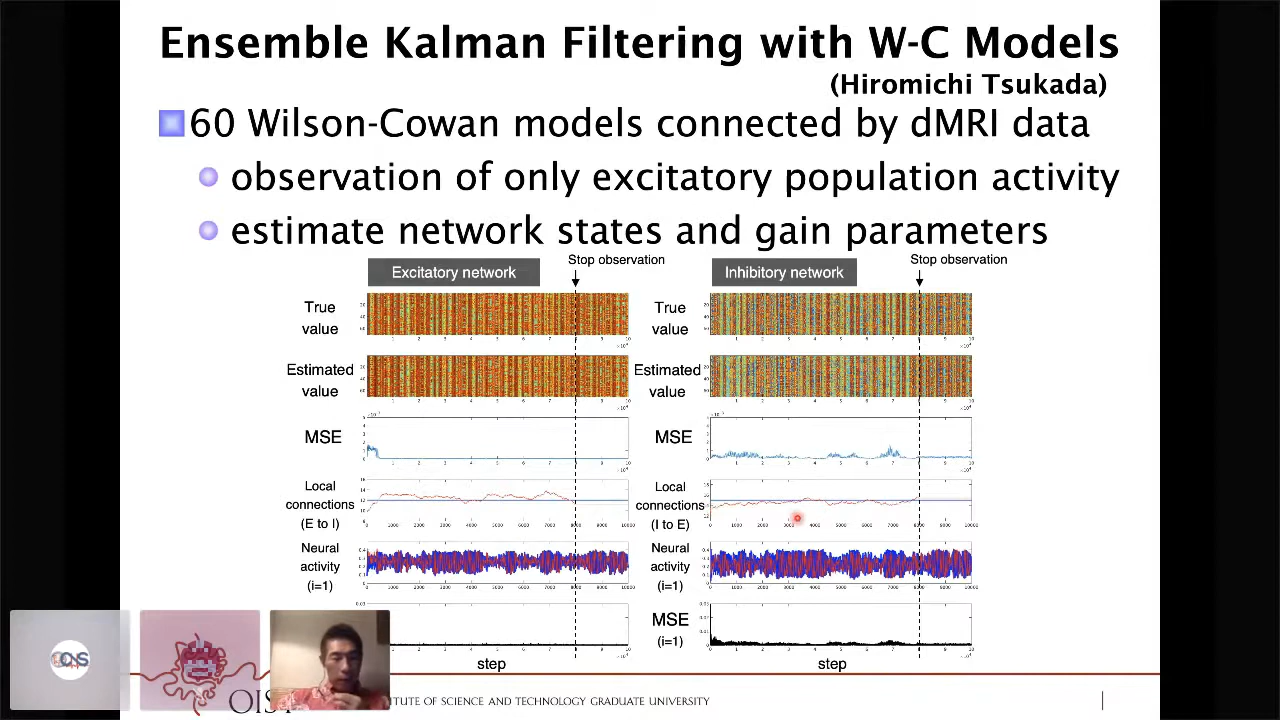 Ensemble Kalman Filtering with W-C Models
(Hiromichi Tsukada)
60 Wilson-Cowan models connected by dMRI data
observation of only excitatory population activity
estimate network states and gain parameters
Excitatory network
Stop observation
Inhibitory network
Stop observation
True
value
True
value
Estimated
value
Estimated
value
MSE
MSE
Local
connections
(E to I)
Local
connections
(I to E)
Neural
activity
(i=1)
Neural
activity
(i=1)
MSE
(i=1)
step
step
ITUTE OF SCIENCE AND TECHNOLOGY GRADUATE UNIVERSITY